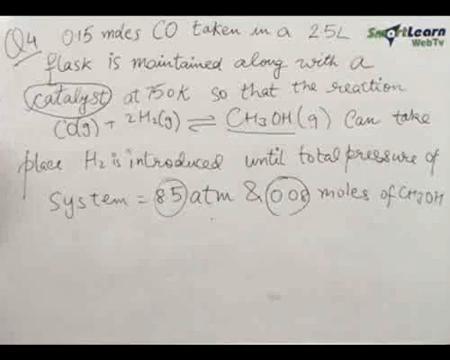 Q4 0.15 moles CO taken in a 2.5L
flask is maintained along with a
catalyst at 750K so that the reaction
CO(g) + 2H2(g) ⇌ CH3OH(g) Can take
place H2 is introduced until total pressure of
System = 8.5 atm & 0.08 moles of CH3OH
SmartLearn
WebTv